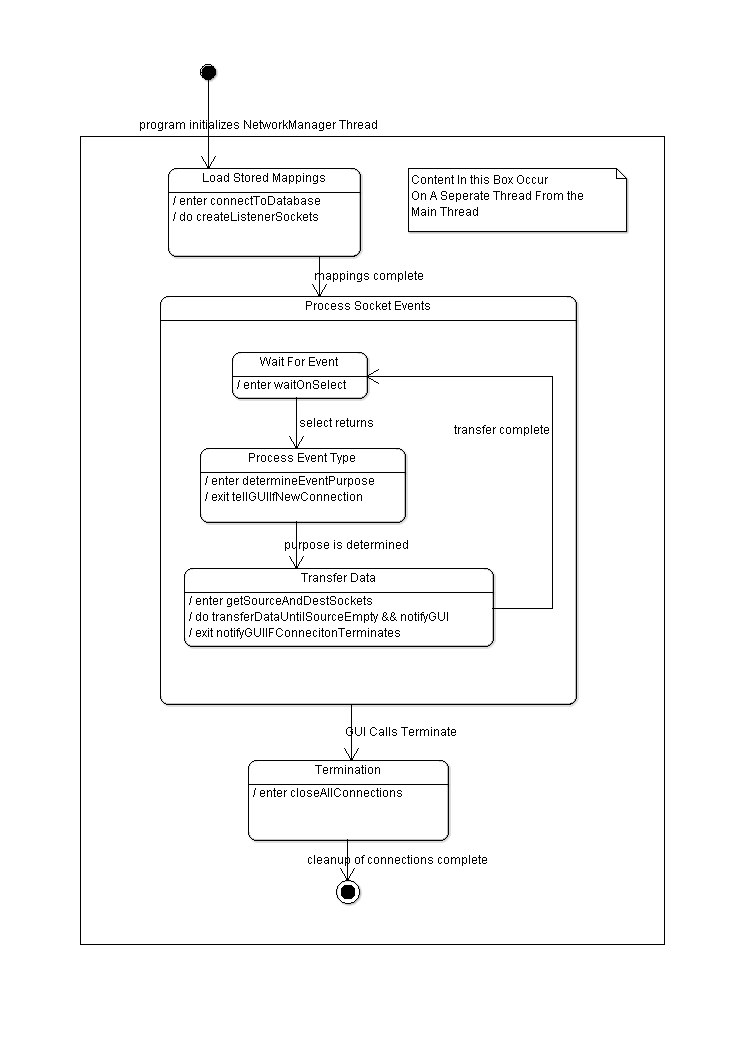 program initializes NetworkManager Thread
Load Stored Mappings
/ enter connectToDatabase
/ do createListenerSockets
Content In this Box Occur
On A Seperate Thread From the
Main Thread
mappings complete
Process Socket Events
Wait For Event
/ enter waitOnSelect
select returns
transfer complete
Process Event Type
/ enter determineEventPurpose
/ exit tellGUIIfNewConnection
purpose is determined
Transfer Data
/ enter getSourceAndDestSockets
/ do transferDataUntilSourceEmpty && notifyGUI
/ exit notifyGUIIFConnecitonTerminates
GUI Calls Terminate
Termination
/ enter closeAllConnections
cleanup of connections complete